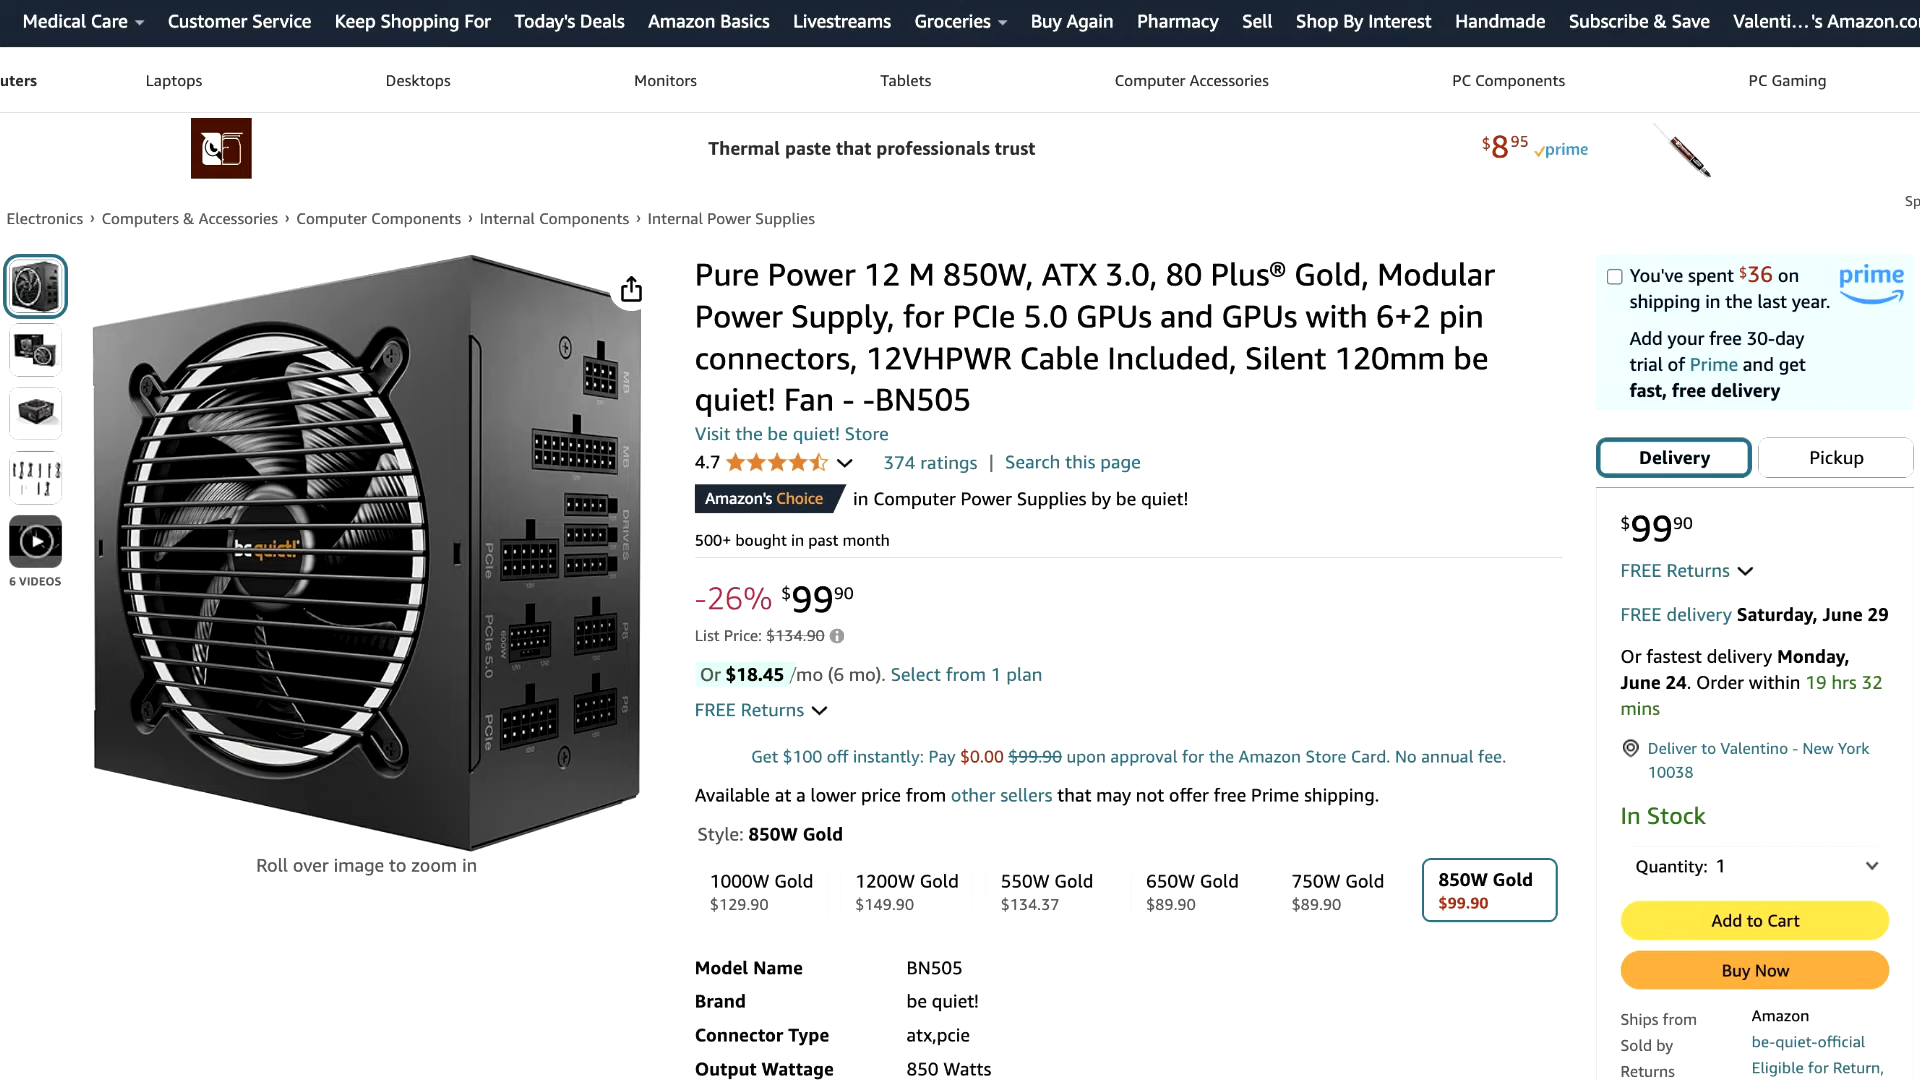 Medical Care
Customer Service
Keep Shopping For
Today's Deals
Amazon Basics
Livestreams
Groceries
Buy Again
Pharmacy
Sell
Shop By Interest
Handmade
Subscribe & Save
Valenti...'s Amazon.co
uters
Laptops
Desktops
Monitors
Tablets
Computer Accessories
PC Components
PC Gaming
Thermal paste that professionals trust
$8 95 prime
Sp
Electronics › Computers & Accessories › Computer Components › Internal Components › Internal Power Supplies
6 VIDEOS
be quiet!
MB
MB
DRIVES
PCIe
PCIe 5.0
600W
P8
PCIe
P8
Roll over image to zoom in
Pure Power 12 M 850W, ATX 3.0, 80 Plus® Gold, Modular
Power Supply, for PCIe 5.0 GPUs and GPUs with 6+2 pin
connectors, 12VHPWR Cable Included, Silent 120mm be
quiet! Fan - -BN505
Visit the be quiet! Store
4.7
374 ratings | Search this page
Amazon's Choice in Computer Power Supplies by be quiet!
500+ bought in past month
-26% $99 90
List Price: $134.90
Or $18.45 /mo (6 mo). Select from 1 plan
FREE Returns
Get $100 off instantly: Pay $0.00 $99.90 upon approval for the Amazon Store Card. No annual fee.
Available at a lower price from other sellers that may not offer free Prime shipping.
Style: 850W Gold
1000W Gold
$129.90
1200W Gold
$149.90
550W Gold
$134.37
650W Gold
$89.90
750W Gold
$89.90
850W Gold
$99.90
Model Name BN505
Brand be quiet!
Connector Type atx,pcie
Output Wattage 850 Watts
You've spent $36 on
shipping in the last year.
prime
Add your free 30-day
trial of Prime and get
fast, free delivery
Delivery
Pickup
$99 90
FREE Returns
FREE delivery Saturday, June 29
Or fastest delivery Monday,
June 24. Order within 19 hrs 32
mins
Deliver to Valentino - New York
10038
In Stock
Quantity: 1
Add to Cart
Buy Now
Ships from Amazon
Sold by be-quiet-official
Returns Eligible for Return,